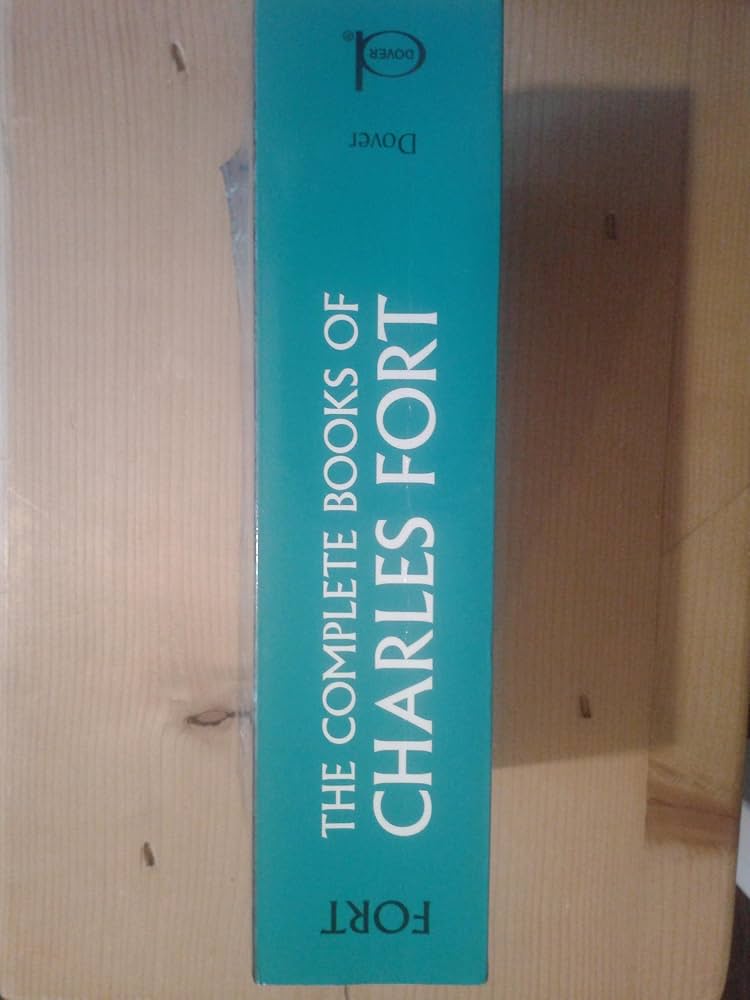 FORT
THE COMPLETE BOOKS OF
CHARLES FORT
Dover
DOVER
®